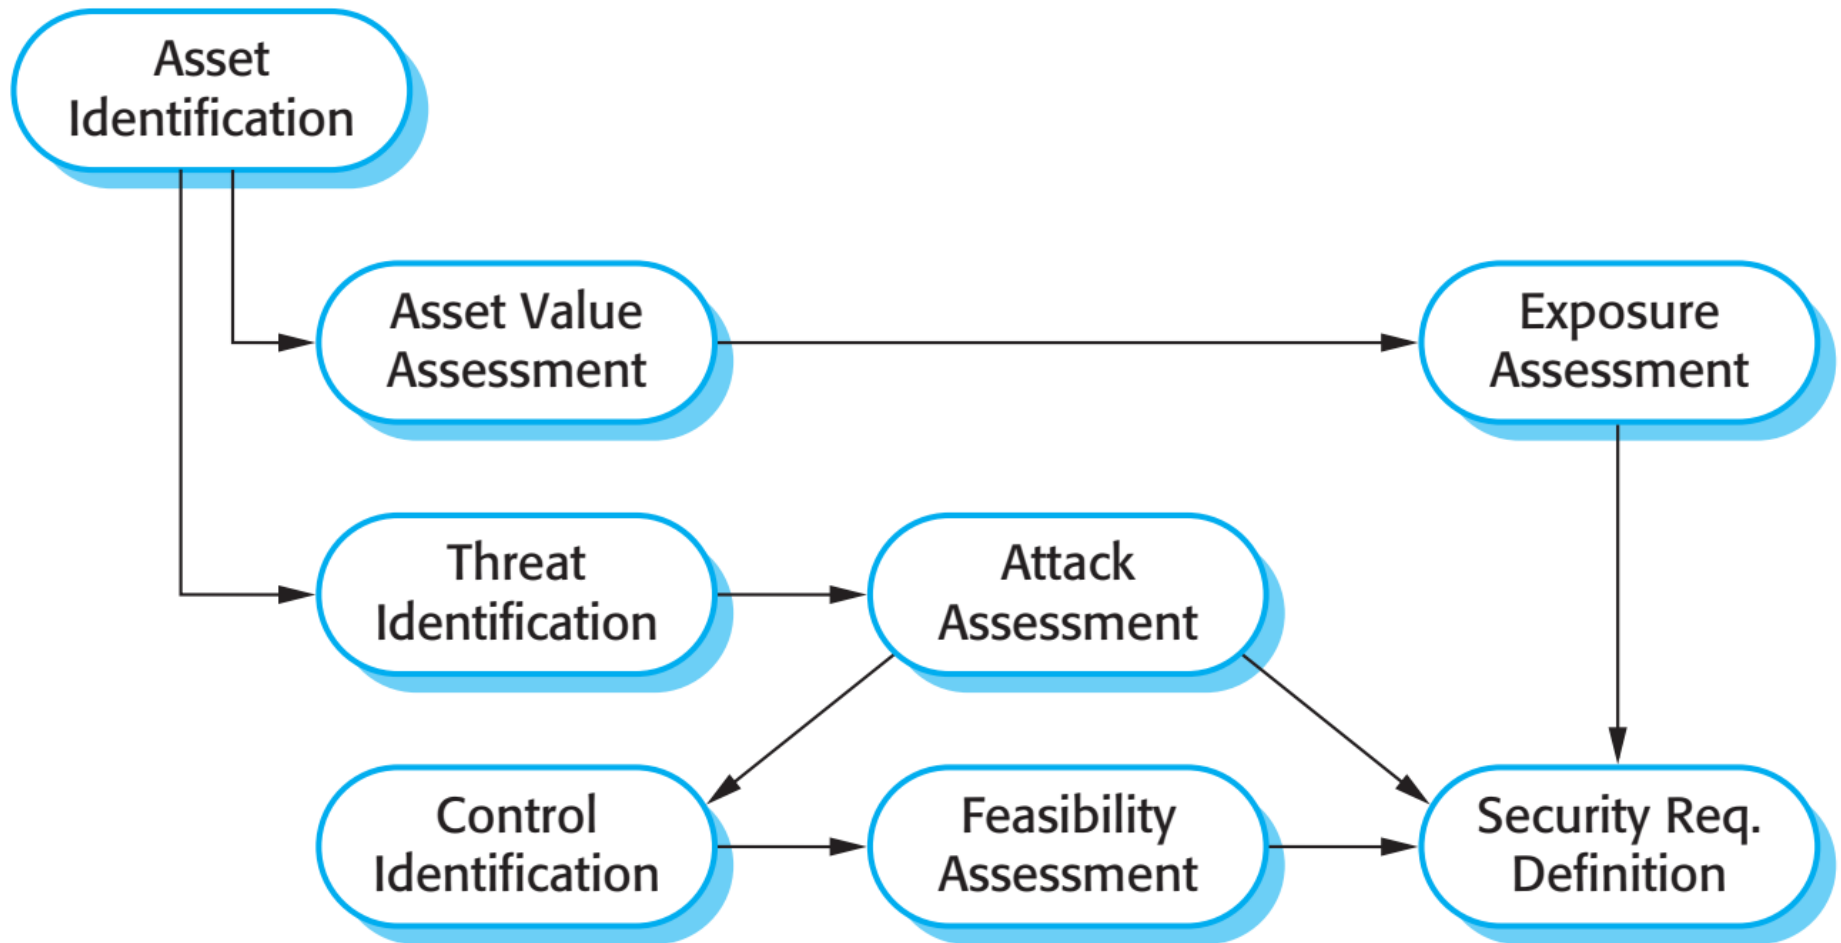 Asset
Identification
Asset Value
Assessment
Exposure
Assessment
Threat
Identification
Attack
Assessment
Control
Identification
Feasibility
Assessment
Security Req.
Definition